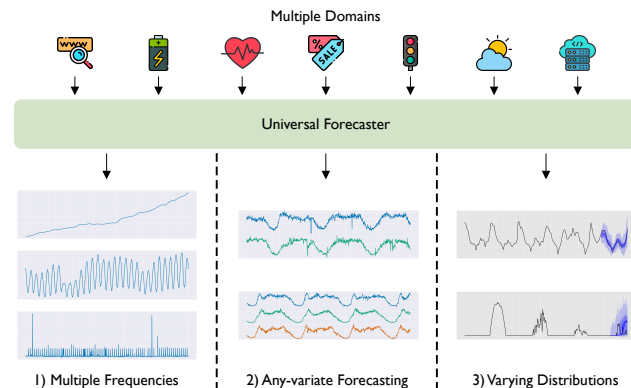 Multiple Domains
WWW
%
SALE
</>
Universal Forecaster
1) Multiple Frequencies
2) Any-variate Forecasting
3) Varying Distributions